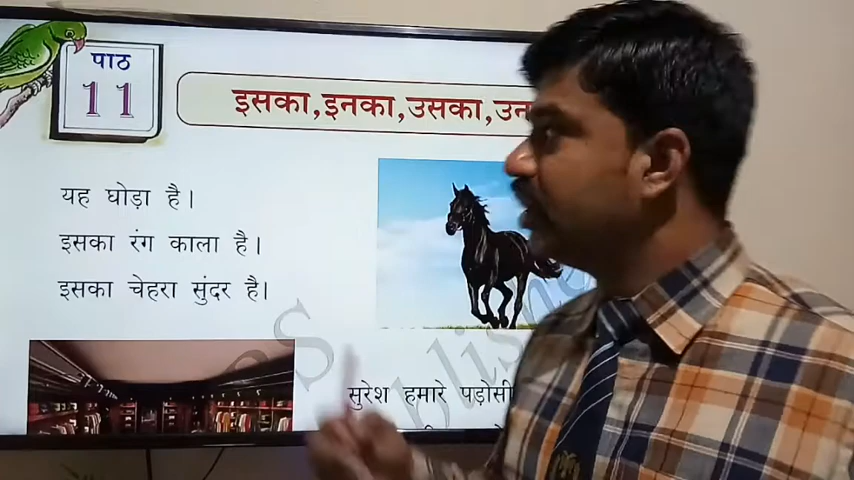 पाठ
11
इसका,इनका,उसका,
यह घोड़ा है।
इसका रंग काला है।
इसका चेहरा सुंदर है।
सुरेश हमारे पड़ोसी